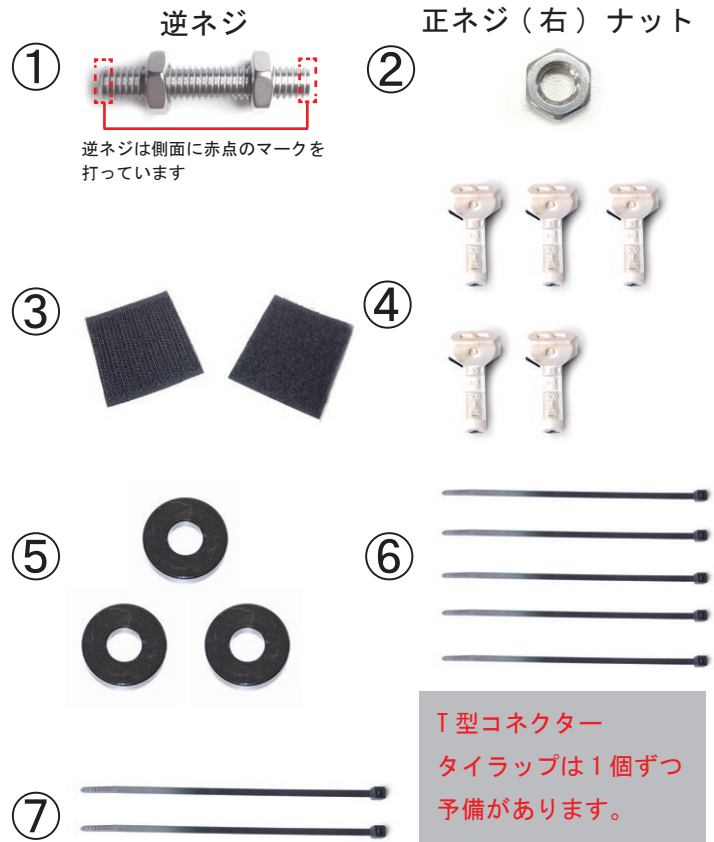 逆ネジ
正ネジ(右)ナット
①
②
逆ネジは側面に赤点のマークを
打っています
③
④
⑤
⑥
T型コネクター
タイラップは1個ずつ
予備があります。
⑦